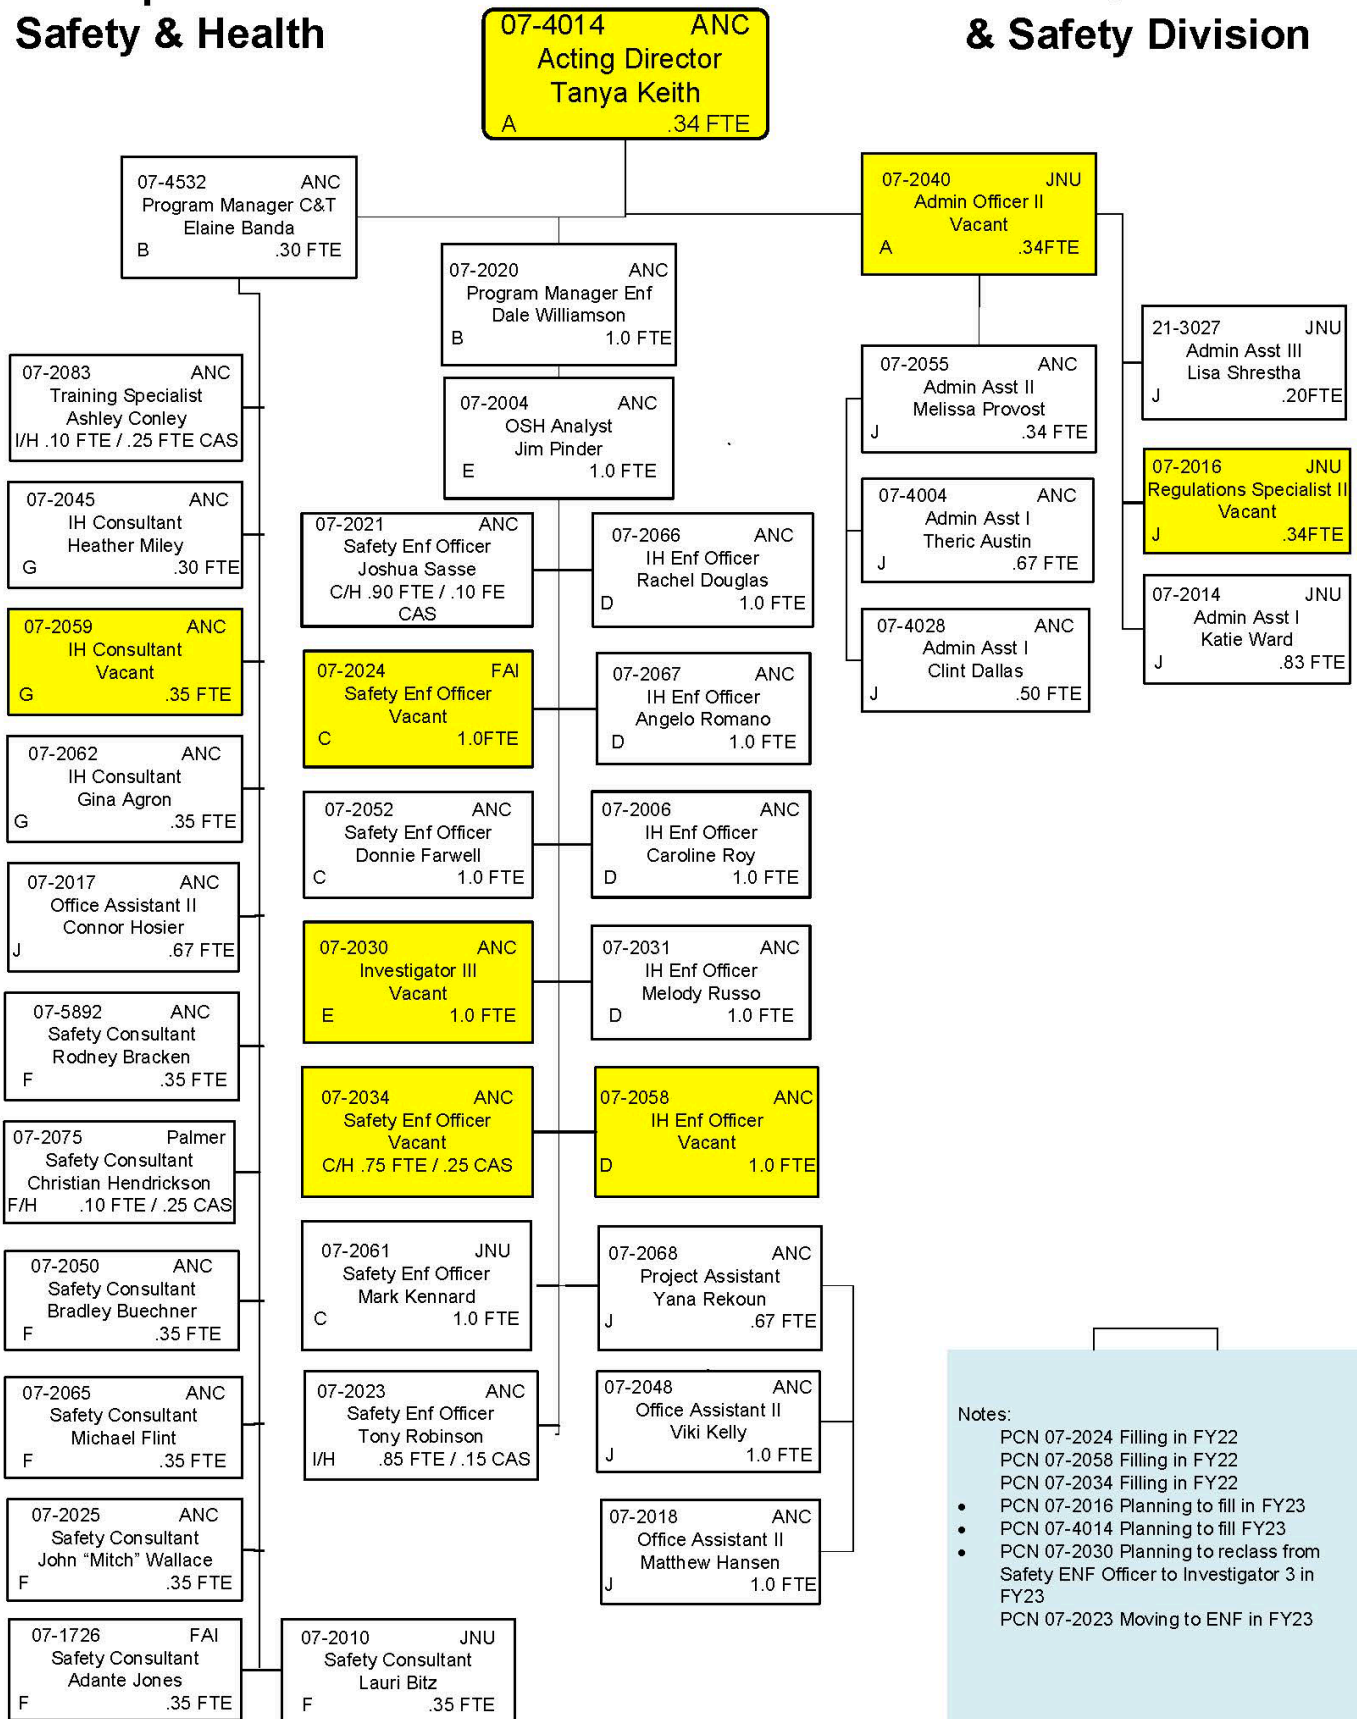 Safety & Health
& Safety Division
07-4014 ANC
Acting Director
Tanya Keith
A .34 FTE
07-4532 ANC
Program Manager C&T
Elaine Banda
B .30 FTE
07-2020 ANC
Program Manager Enf
Dale Williamson
B 1.0 FTE
07-2040 JNU
Admin Officer II
Vacant
A .34FTE
07-2083 ANC
Training Specialist
Ashley Conley
I/H .10 FTE / .25 FTE CAS
07-2045 ANC
IH Consultant
Heather Miley
G .30 FTE
07-2059 ANC
IH Consultant
Vacant
G .35 FTE
07-2062 ANC
IH Consultant
Gina Agron
G .35 FTE
07-2017 ANC
Office Assistant II
Connor Hosier
J .67 FTE
07-5892 ANC
Safety Consultant
Rodney Bracken
F .35 FTE
07-2075 Palmer
Safety Consultant
Christian Hendrickson
F/H .10 FTE / .25 CAS
07-2050 ANC
Safety Consultant
Bradley Buechner
F .35 FTE
07-2065 ANC
Safety Consultant
Michael Flint
F .35 FTE
07-2025 ANC
Safety Consultant
John “Mitch” Wallace
F .35 FTE
07-1726 FAI
Safety Consultant
Adante Jones
F .35 FTE
07-2010 JNU
Safety Consultant
Lauri Bitz
F .35 FTE
07-2004 ANC
OSH Analyst
Jim Pinder
E 1.0 FTE
07-2021 ANC
Safety Enf Officer
Joshua Sasse
C/H .90 FTE / .10 FE
CAS
07-2066 ANC
IH Enf Officer
Rachel Douglas
D 1.0 FTE
07-2024 FAI
Safety Enf Officer
Vacant
C 1.0FTE
07-2067 ANC
IH Enf Officer
Angelo Romano
D 1.0 FTE
07-2052 ANC
Safety Enf Officer
Donnie Farwell
C 1.0 FTE
07-2006 ANC
IH Enf Officer
Caroline Roy
D 1.0 FTE
07-2030 ANC
Investigator III
Vacant
E 1.0 FTE
07-2031 ANC
IH Enf Officer
Melody Russo
D 1.0 FTE
07-2034 ANC
Safety Enf Officer
Vacant
C/H .75 FTE / .25 CAS
07-2058 ANC
IH Enf Officer
Vacant
D 1.0 FTE
07-2061 JNU
Safety Enf Officer
Mark Kennard
C 1.0 FTE
07-2068 ANC
Project Assistant
Yana Rekoun
J .67 FTE
07-2023 ANC
Safety Enf Officer
Tony Robinson
I/H .85 FTE / .15 CAS
07-2048 ANC
Office Assistant II
Viki Kelly
J 1.0 FTE
07-2018 ANC
Office Assistant II
Matthew Hansen
J 1.0 FTE
07-2055 ANC
Admin Asst II
Melissa Provost
J .34 FTE
07-4004 ANC
Admin Asst I
Theric Austin
J .67 FTE
07-4028 ANC
Admin Asst I
Clint Dallas
J .50 FTE
21-3027 JNU
Admin Asst III
Lisa Shrestha
J .20FTE
07-2016 JNU
Regulations Specialist II
Vacant
J .34FTE
07-2014 JNU
Admin Asst I
Katie Ward
J .83 FTE
Notes:
PCN 07-2024 Filling in FY22
PCN 07-2058 Filling in FY22
PCN 07-2034 Filling in FY22
• PCN 07-2016 Planning to fill in FY23
• PCN 07-4014 Planning to fill FY23
• PCN 07-2030 Planning to reclass from
Safety ENF Officer to Investigator 3 in
FY23
PCN 07-2023 Moving to ENF in FY23